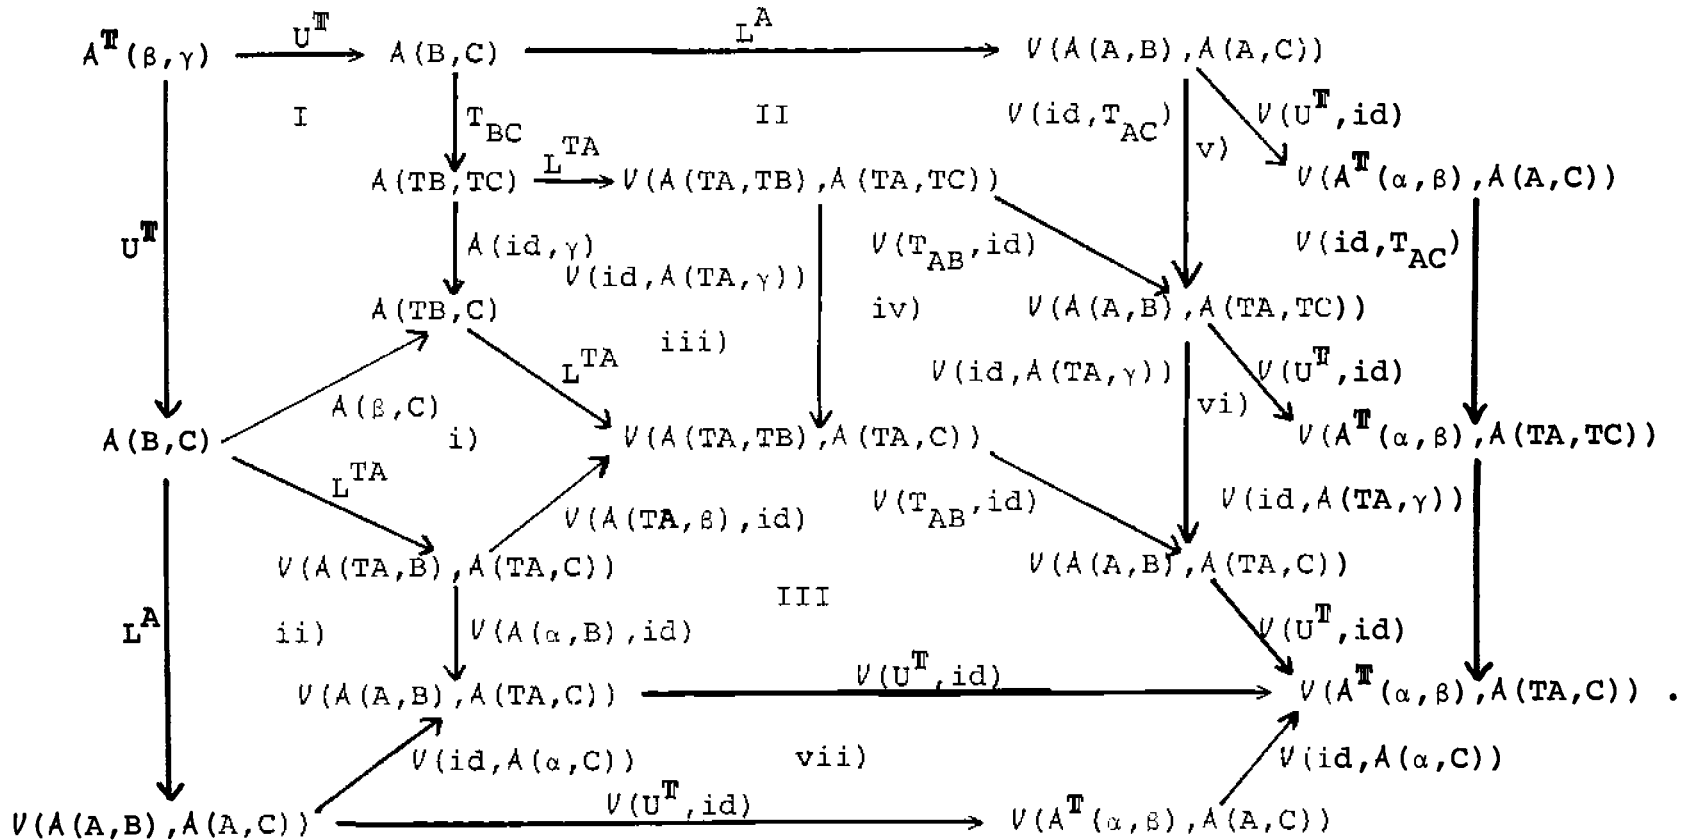 U^𝕋 L^A
A^𝕋(β,γ) A(B,C) V(A(A,B),A(A,C))
I T_BC II V(id,T_AC) V(U^𝕋,id)
L^TA v)
A(TB,TC) V(A(TA,TB),A(TA,TC)) V(A^𝕋(α,β),A(A,C))
U^𝕋 A(id,γ) V(T_AB,id) V(id,T_AC)
V(id,A(TA,γ))
A(TB,C) iv) V(A(A,B),A(TA,TC))
iii)
L^TA V(id,A(TA,γ)) V(U^𝕋,id)
A(β,C) vi)
A(B,C) i) V(A(TA,TB),A(TA,C)) V(A^𝕋(α,β),A(TA,TC))
L^TA V(T_AB,id) V(id,A(TA,γ))
V(A(TA,β),id)
V(A(TA,B),A(TA,C)) V(A(A,B),A(TA,C))
III
L^A ii) V(A(α,B),id) V(U^𝕋,id)
V(U^𝕋,id)
V(A(A,B),A(TA,C)) V(A^𝕋(α,β),A(TA,C)) .
V(id,A(α,C)) vii) V(id,A(α,C))
V(U^𝕋,id)
V(A(A,B),A(A,C)) V(A^𝕋(α,β),A(A,C))